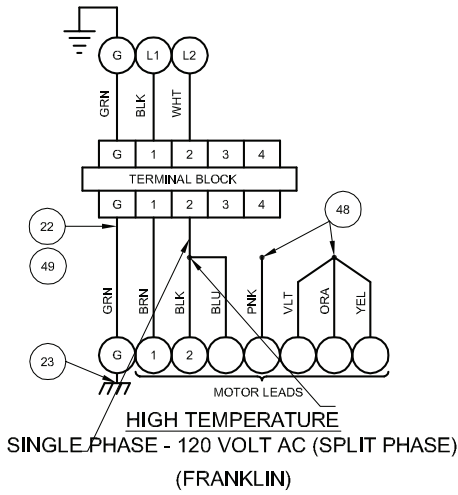 G L1 L2
GRN BLK WHT
G 1 2 3 4
TERMINAL BLOCK
G 1 2 3 4
22
48
49
GRN BRN BLK BLU PNK VLT ORA YEL
23
G 1 2
MOTOR LEADS
HIGH TEMPERATURE
SINGLE PHASE - 120 VOLT AC (SPLIT PHASE)
(FRANKLIN)